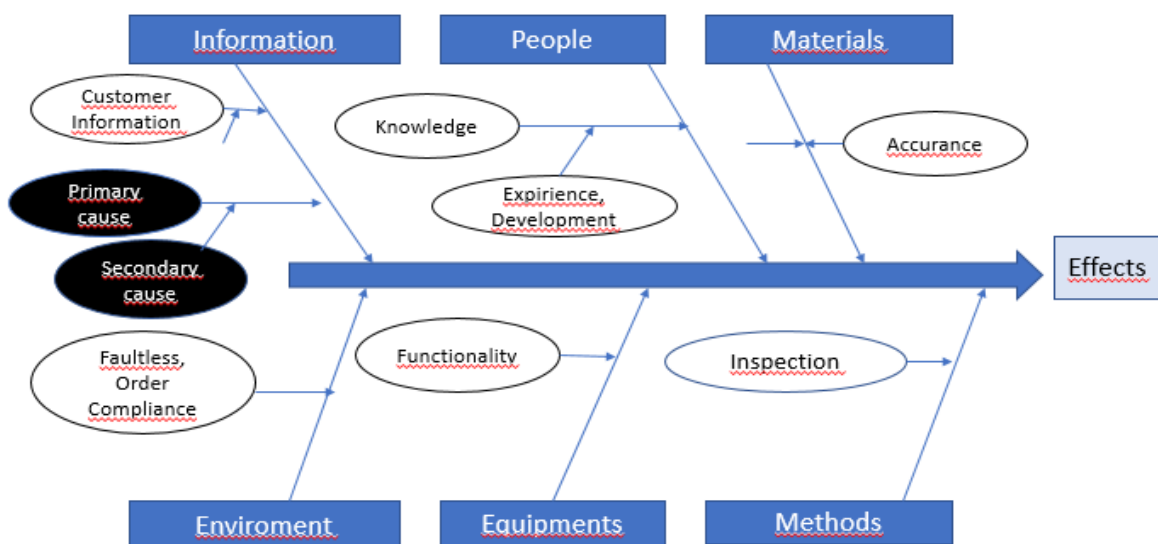 Information
People
Materials
Customer
Information
Knowledge
Accurance
Primary
cause
Expirience,
Development
Secondary
cause
Effects
Faultless,
Order
Compliance
Functionality
Inspection
Enviroment
Equipments
Methods